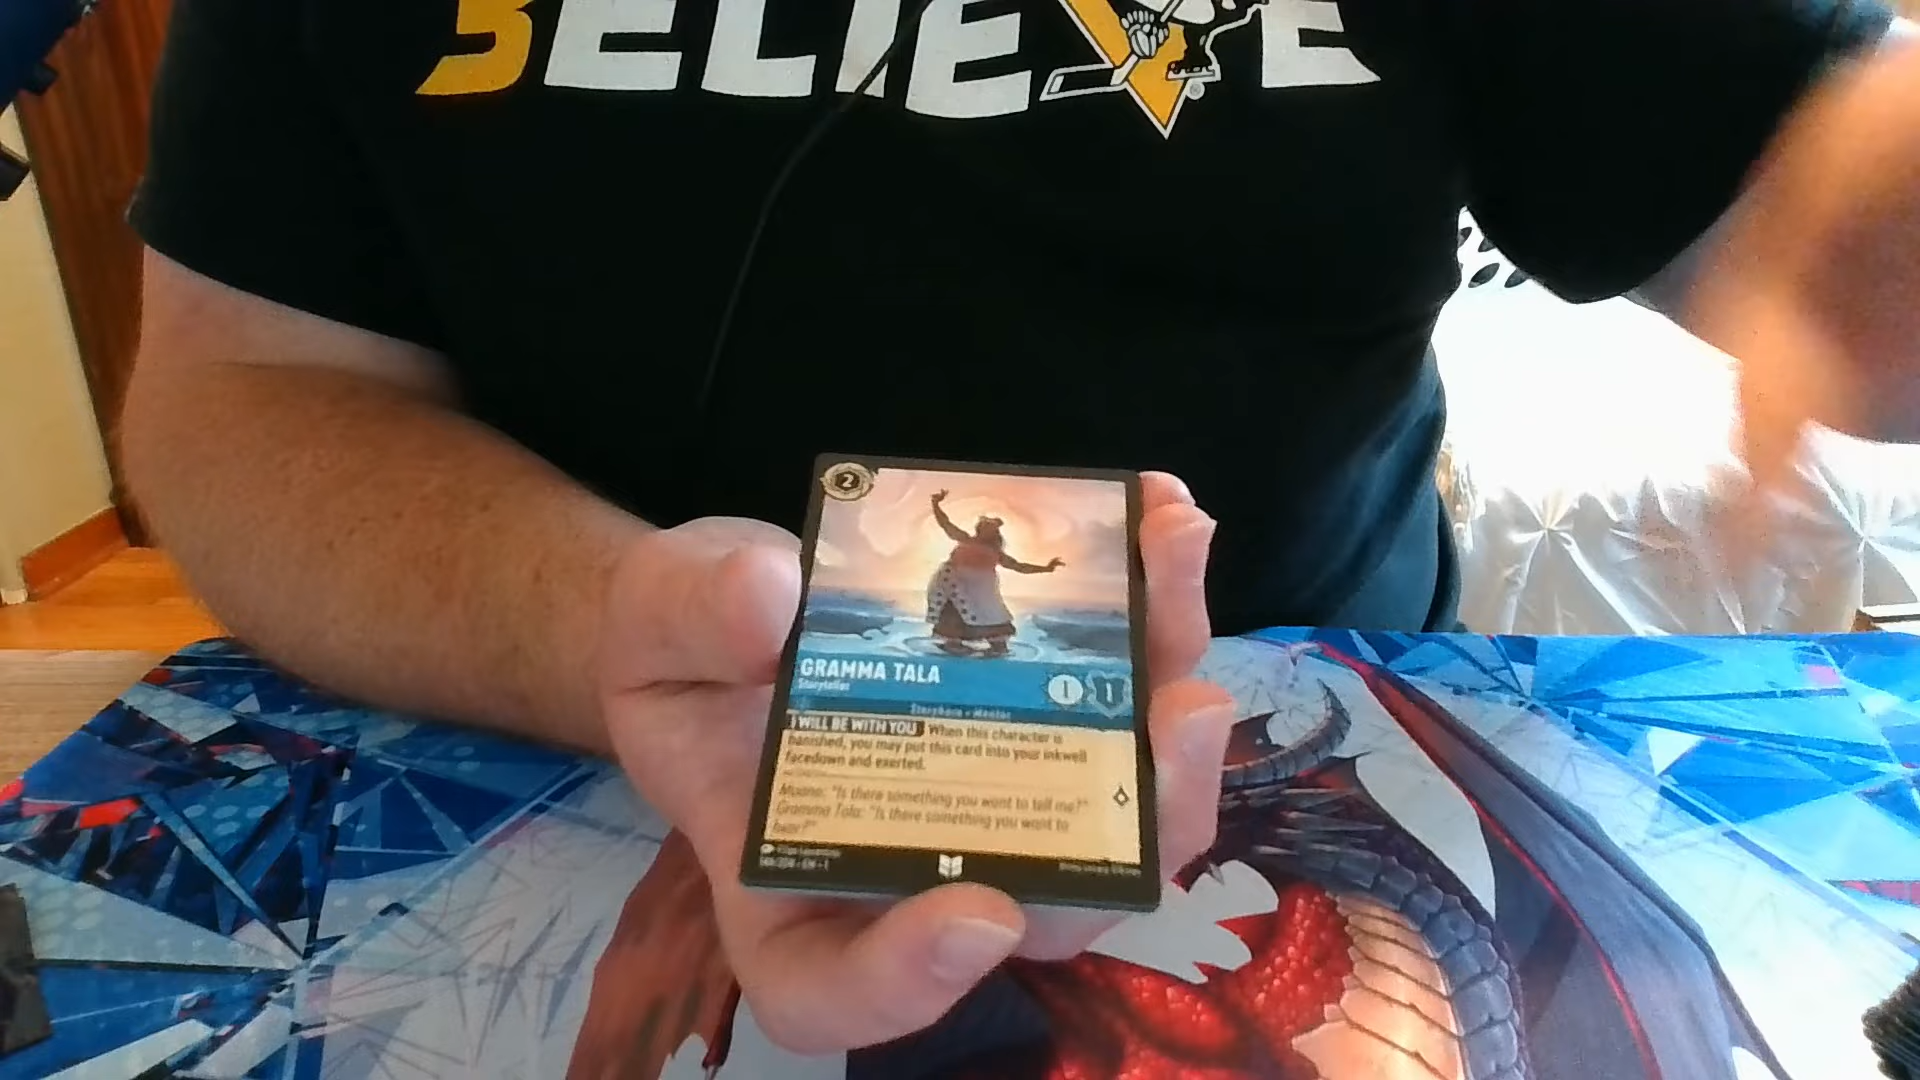 BELIEVE
2
GRAMMA TALA
Storyteller
1 1
Storyborn • Mentor
I WILL BE WITH YOU When this character is
banished, you may put this card into your inkwell
facedown and exerted.
Moana: "Is there something you want to tell me?"
Gramma Tala: "Is there something you want to
hear?"